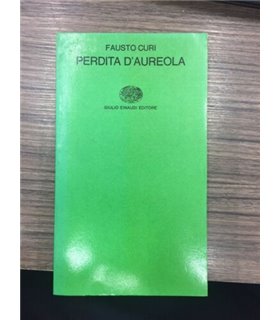 FAUSTO CURI
PERDITA D'AUREOLA
GIULIO EINAUDI EDITORE